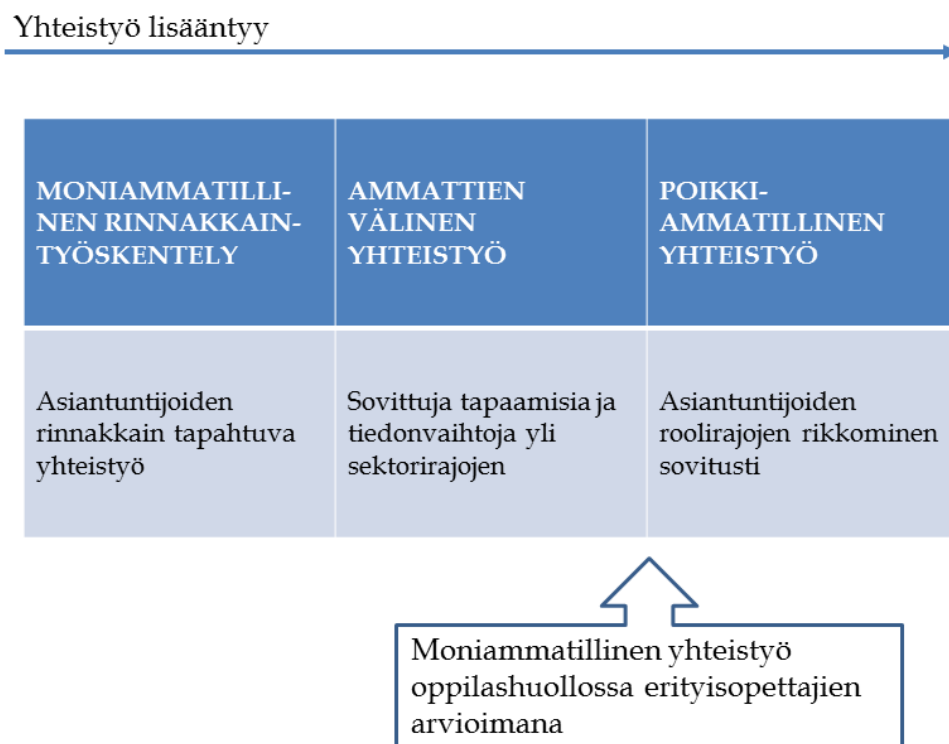 Yhteistyö lisääntyy
MONIAMMATILLI-
NEN RINNAKKAIN-
TYÖSKENTELY
AMMATTIEN
VÄLINEN
YHTEISTYÖ
POIKKI-
AMMATILLINEN
YHTEISTYÖ
Asiantuntijoiden
rinnakkain tapahtuva
yhteistyö
Sovittuja tapaamisia ja
tiedonvaihtoja yli
sektorirajojen
Asiantuntijoiden
roolirajojen rikkominen
sovitusti
Moniammatillinen yhteistyö
oppilashuollossa erityisopettajien
arvioimana